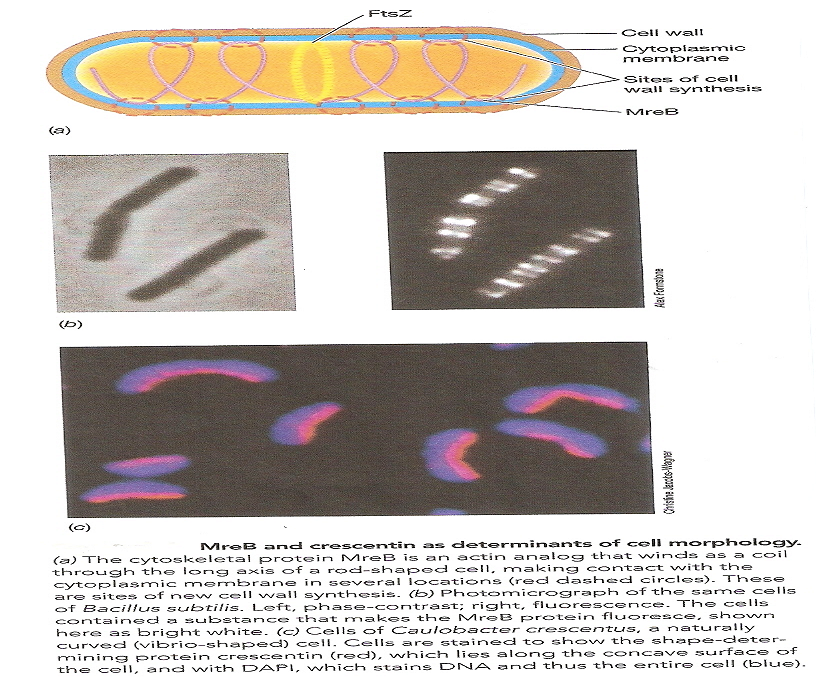 FtsZ
Cell wall
Cytoplasmic
membrane
Sites of cell
wall synthesis
MreB
(a)
Alex Formstone
(b)
Christine Jacobs-Wagner
(c)
MreB and crescentin as determinants of cell morphology.
(a) The cytoskeletal protein MreB is an actin analog that winds as a coil
through the long axis of a rod-shaped cell, making contact with the
cytoplasmic membrane in several locations (red dashed circles). These
are sites of new cell wall synthesis. (b) Photomicrograph of the same cells
of Bacillus subtilis. Left, phase-contrast; right, fluorescence. The cells
contained a substance that makes the MreB protein fluoresce, shown
here as bright white. (c) Cells of Caulobacter crescentus, a naturally
curved (vibrio-shaped) cell. Cells are stained to show the shape-deter-
mining protein crescentin (red), which lies along the concave surface of
the cell, and with DAPI, which stains DNA and thus the entire cell (blue).